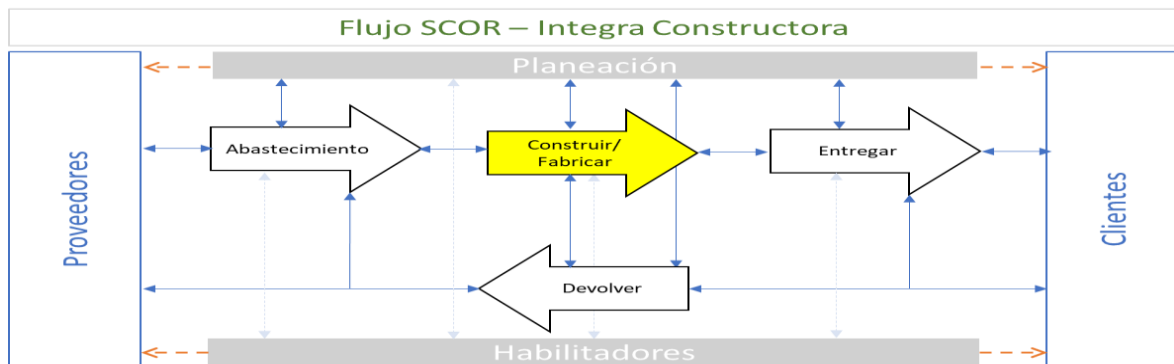 Flujo SCOR – Integra Constructora
Planeación
Proveedores
Abastecimiento
Construir/
Fabricar
Entregar
Clientes
Devolver
Habilitadores